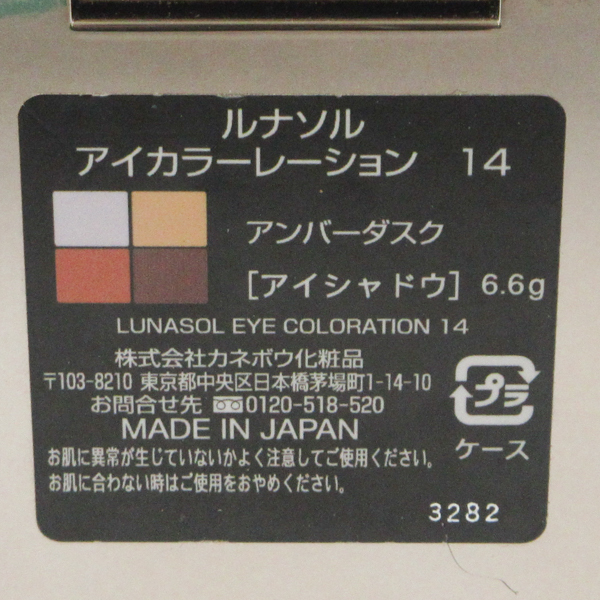 ルナソル
アイカラーレーション 14
アンバーダスク
[アイシャドウ] 6.6g
LUNASOL EYE COLORATION 14
株式会社カネボウ化粧品
〒103-8210 東京都中央区日本橋茅場町1-14-10
お問合せ先 0120-518-520
MADE IN JAPAN
お肌に異常が生じていないかよく注意してご使用ください。
お肌に合わない時はご使用をおやめください。
プラ
ケース
3282